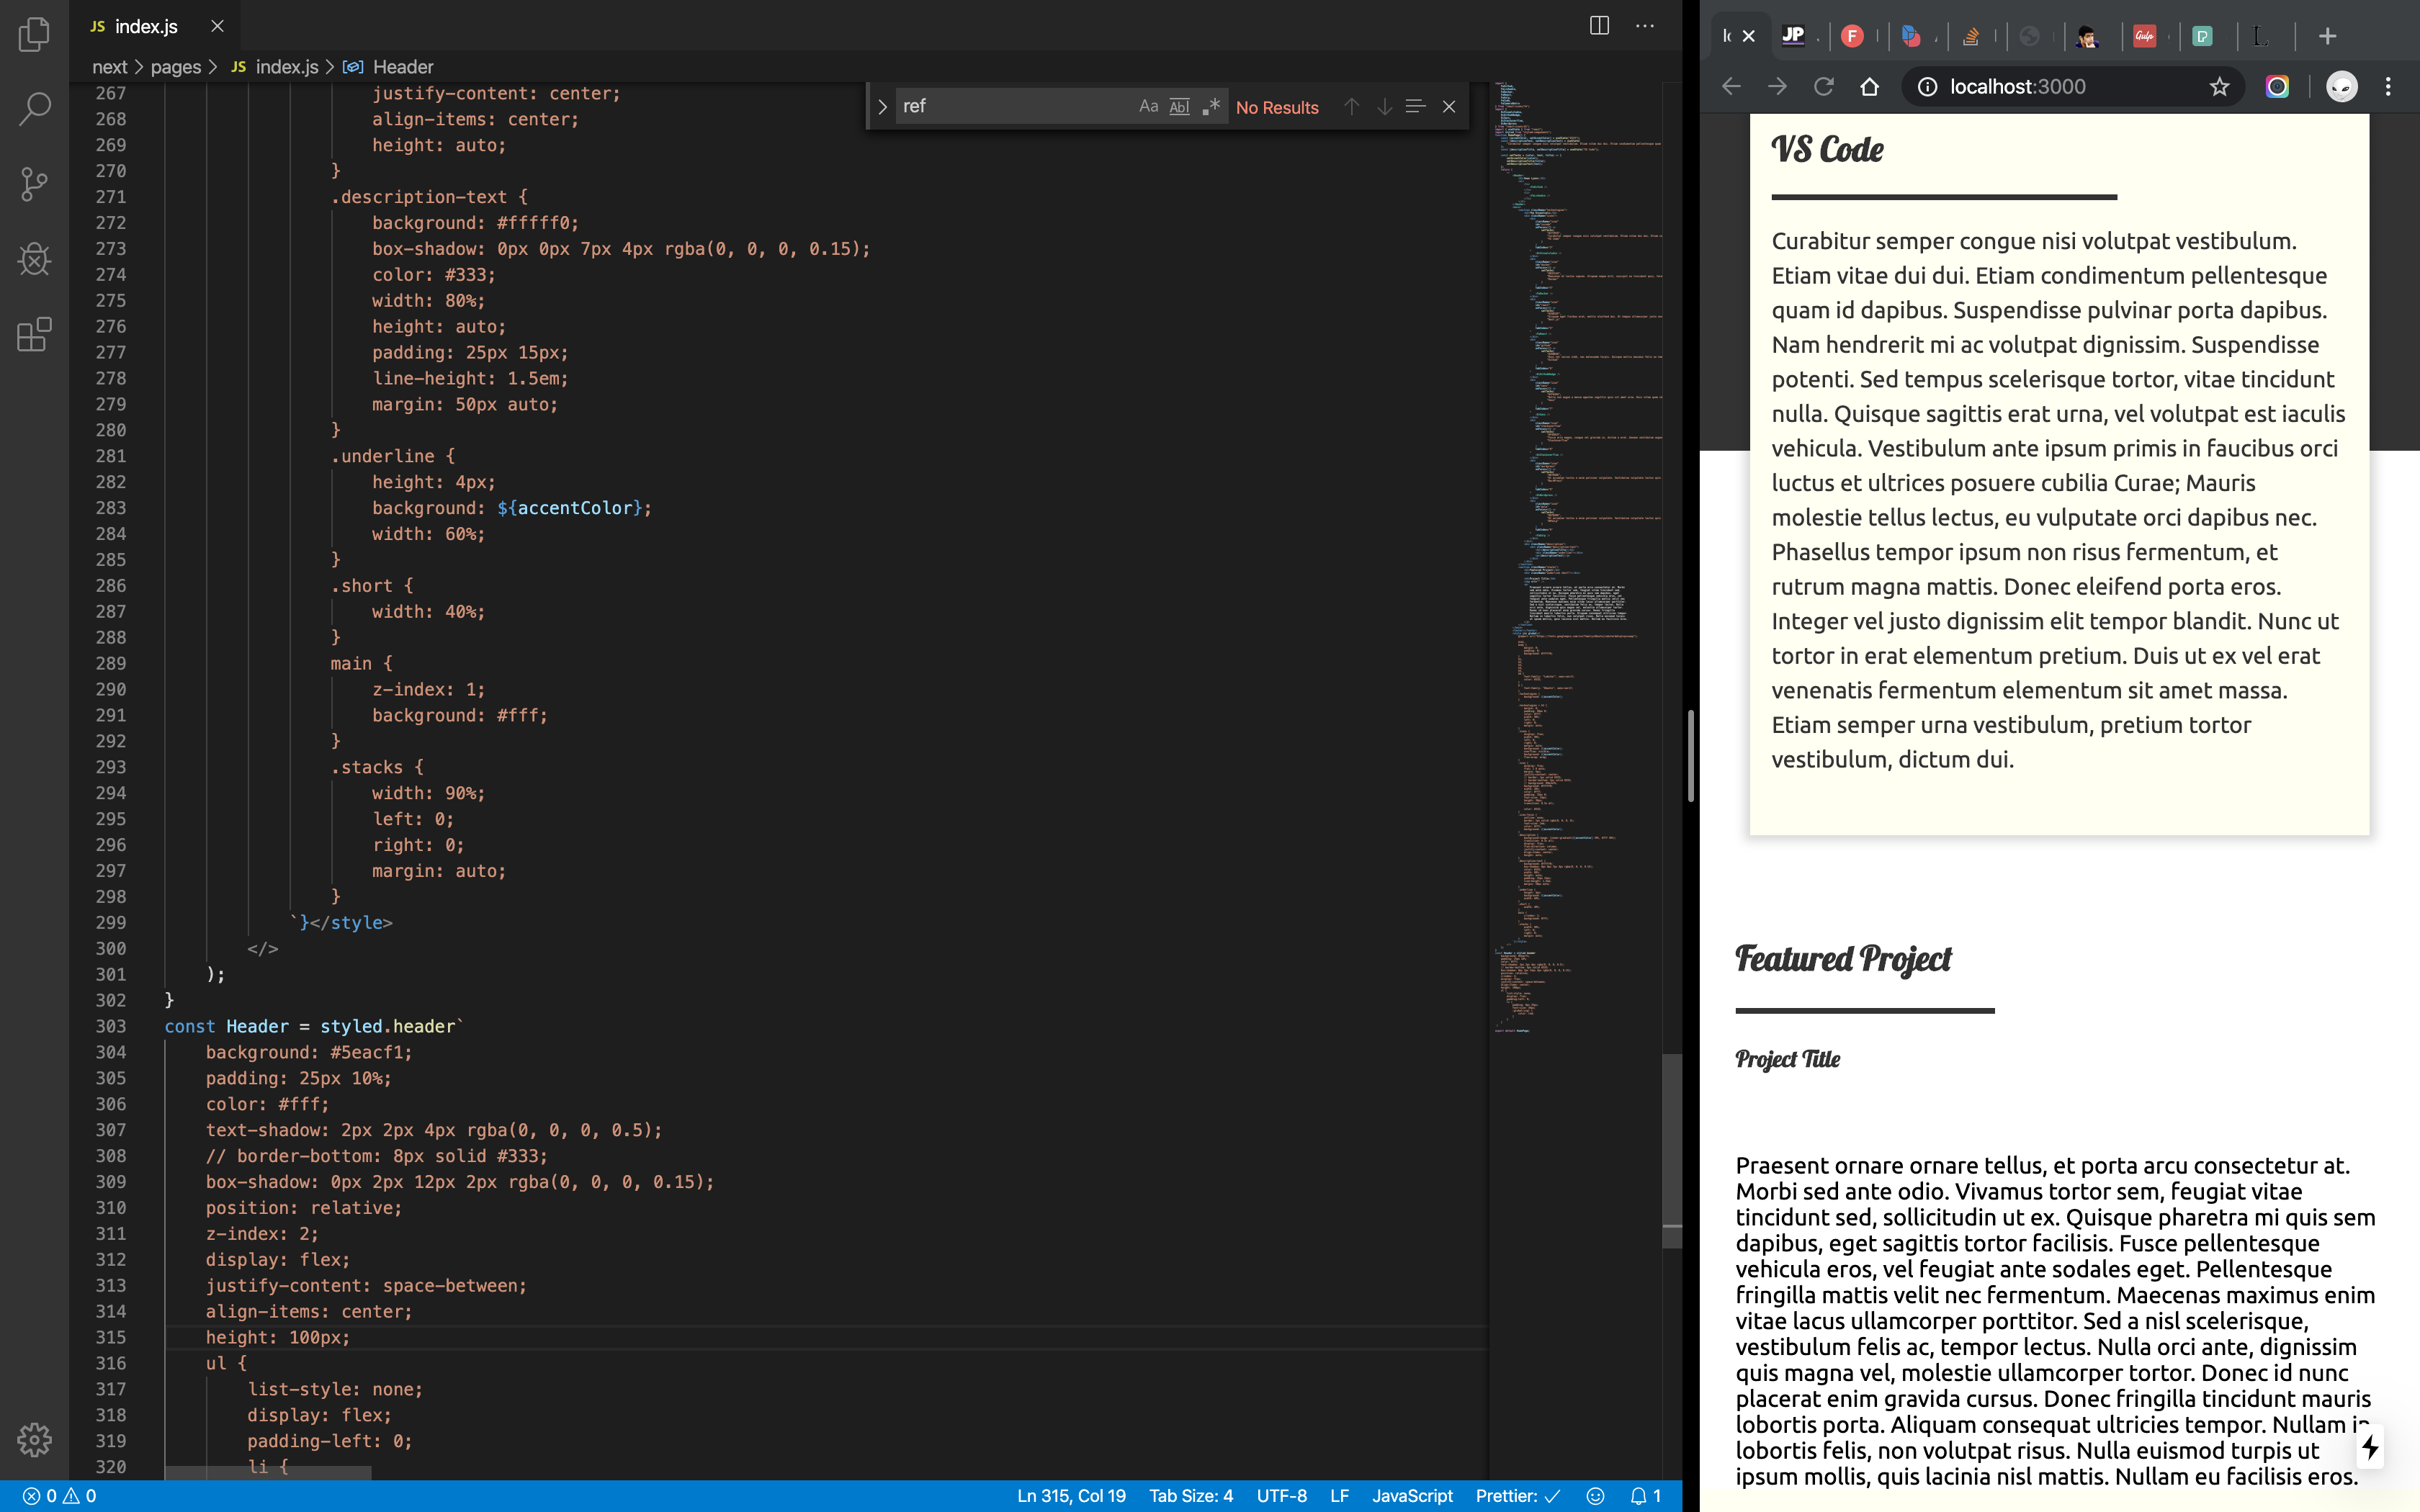 JS index.js
next > pages > JS index.js > Header
ref
Aa Abl .* No Results
267 justify-content: center;
268 align-items: center;
269 height: auto;
270 }
271 .description-text {
272 background: #fffff0;
273 box-shadow: 0px 0px 7px 4px rgba(0, 0, 0, 0.15);
274 color: #333;
275 width: 80%;
276 height: auto;
277 padding: 25px 15px;
278 line-height: 1.5em;
279 margin: 50px auto;
280 }
281 .underline {
282 height: 4px;
283 background: ${accentColor};
284 width: 60%;
285 }
286 .short {
287 width: 40%;
288 }
289 main {
290 z-index: 1;
291 background: #fff;
292 }
293 .stacks {
294 width: 90%;
295 left: 0;
296 right: 0;
297 margin: auto;
298 }
299 `}</style>
300 </>
301 );
302 }
303 const Header = styled.header`
304 background: #5eacf1;
305 padding: 25px 10%;
306 color: #fff;
307 text-shadow: 2px 2px 4px rgba(0, 0, 0, 0.5);
308 // border-bottom: 8px solid #333;
309 box-shadow: 0px 2px 12px 2px rgba(0, 0, 0, 0.15);
310 position: relative;
311 z-index: 2;
312 display: flex;
313 justify-content: space-between;
314 align-items: center;
315 height: 100px;
316 ul {
317 list-style: none;
318 display: flex;
319 padding-left: 0;
320 li {
0 0
Ln 315, Col 19 Tab Size: 4 UTF-8 LF JavaScript Prettier: ✓ 1
JP F Gulp L
localhost:3000
VS Code
Curabitur semper congue nisi volutpat vestibulum.
Etiam vitae dui dui. Etiam condimentum pellentesque
quam id dapibus. Suspendisse pulvinar porta dapibus.
Nam hendrerit mi ac volutpat dignissim. Suspendisse
potenti. Sed tempus scelerisque tortor, vitae tincidunt
nulla. Quisque sagittis erat urna, vel volutpat est iaculis
vehicula. Vestibulum ante ipsum primis in faucibus orci
luctus et ultrices posuere cubilia Curae; Mauris
molestie tellus lectus, eu vulputate orci dapibus nec.
Phasellus tempor ipsum non risus fermentum, et
rutrum magna mattis. Donec eleifend porta eros.
Integer vel justo dignissim elit tempor blandit. Nunc ut
tortor in erat elementum pretium. Duis ut ex vel erat
venenatis fermentum elementum sit amet massa.
Etiam semper urna vestibulum, pretium tortor
vestibulum, dictum dui.
Featured Project
Project Title
Praesent ornare ornare tellus, et porta arcu consectetur at.
Morbi sed ante odio. Vivamus tortor sem, feugiat vitae
tincidunt sed, sollicitudin ut ex. Quisque pharetra mi quis sem
dapibus, eget sagittis tortor facilisis. Fusce pellentesque
vehicula eros, vel feugiat ante sodales eget. Pellentesque
fringilla mattis velit nec fermentum. Maecenas maximus enim
vitae lacus ullamcorper porttitor. Sed a nisl scelerisque,
vestibulum felis ac, tempor lectus. Nulla orci ante, dignissim
quis magna vel, molestie ullamcorper tortor. Donec id nunc
placerat enim gravida cursus. Donec fringilla tincidunt mauris
lobortis porta. Aliquam consequat ultricies tempor. Nullam in
lobortis felis, non volutpat risus. Nulla euismod turpis ut
ipsum mollis, quis lacinia nisl mattis. Nullam eu facilisis eros.